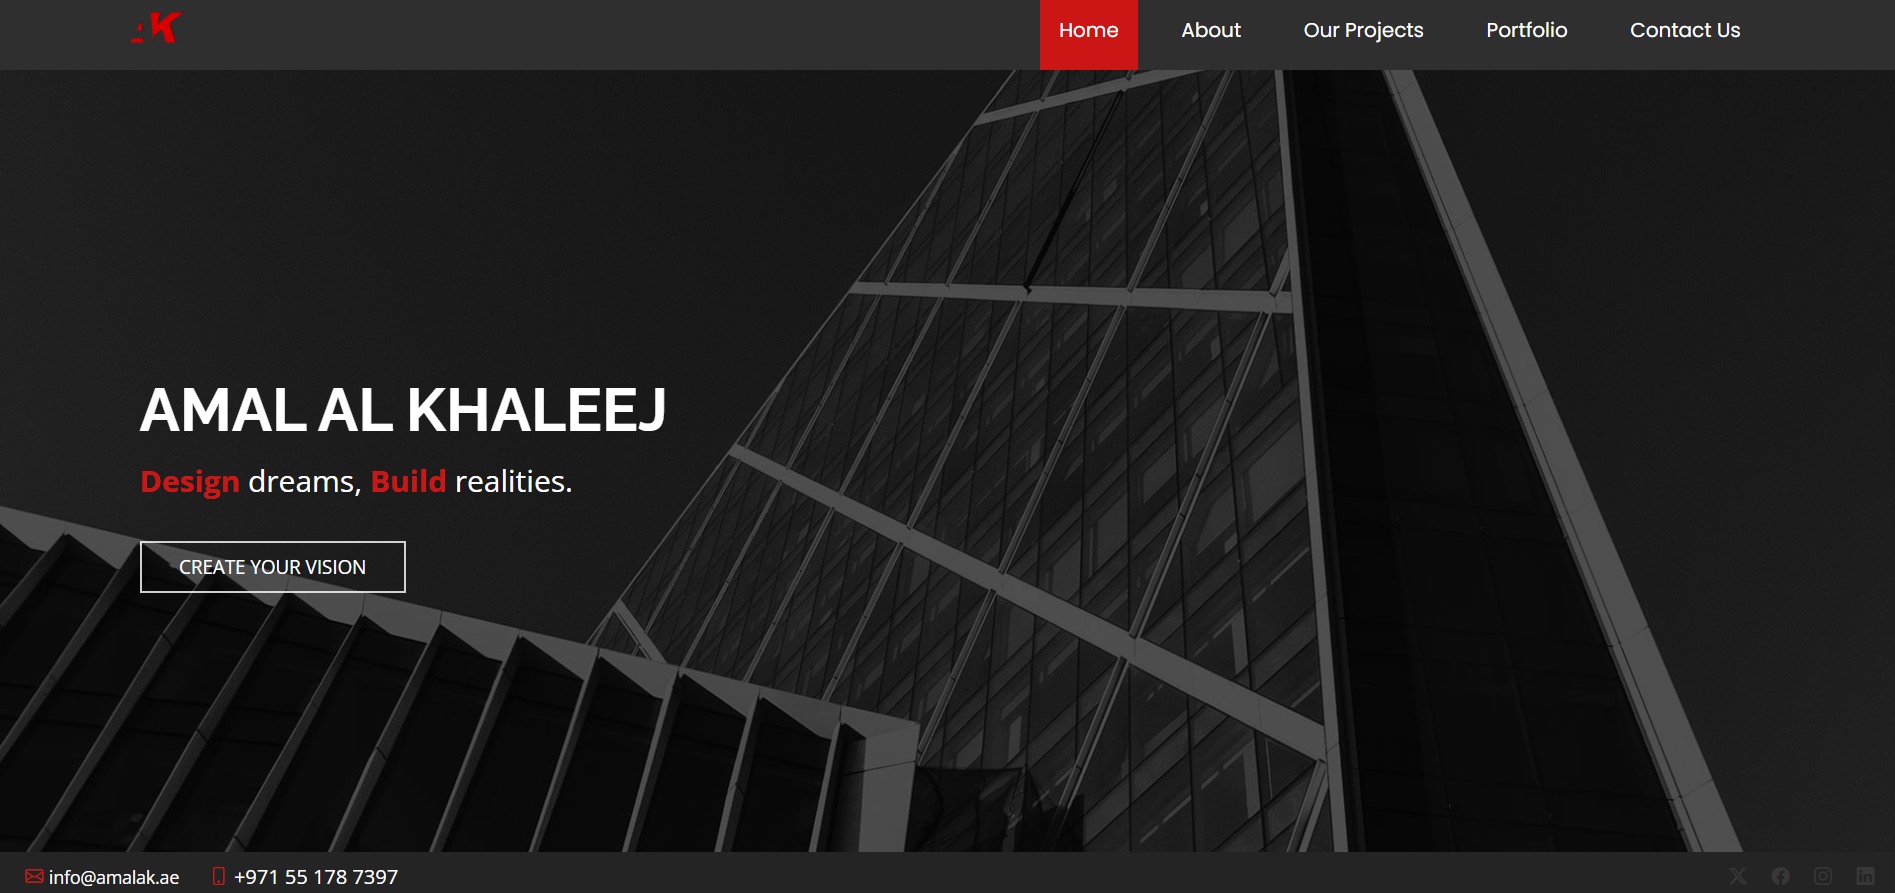 AK
Home About Our Projects Portfolio Contact Us
AMAL AL KHALEEJ
Design dreams, Build realities.
CREATE YOUR VISION
info@amalak.ae +971 55 178 7397